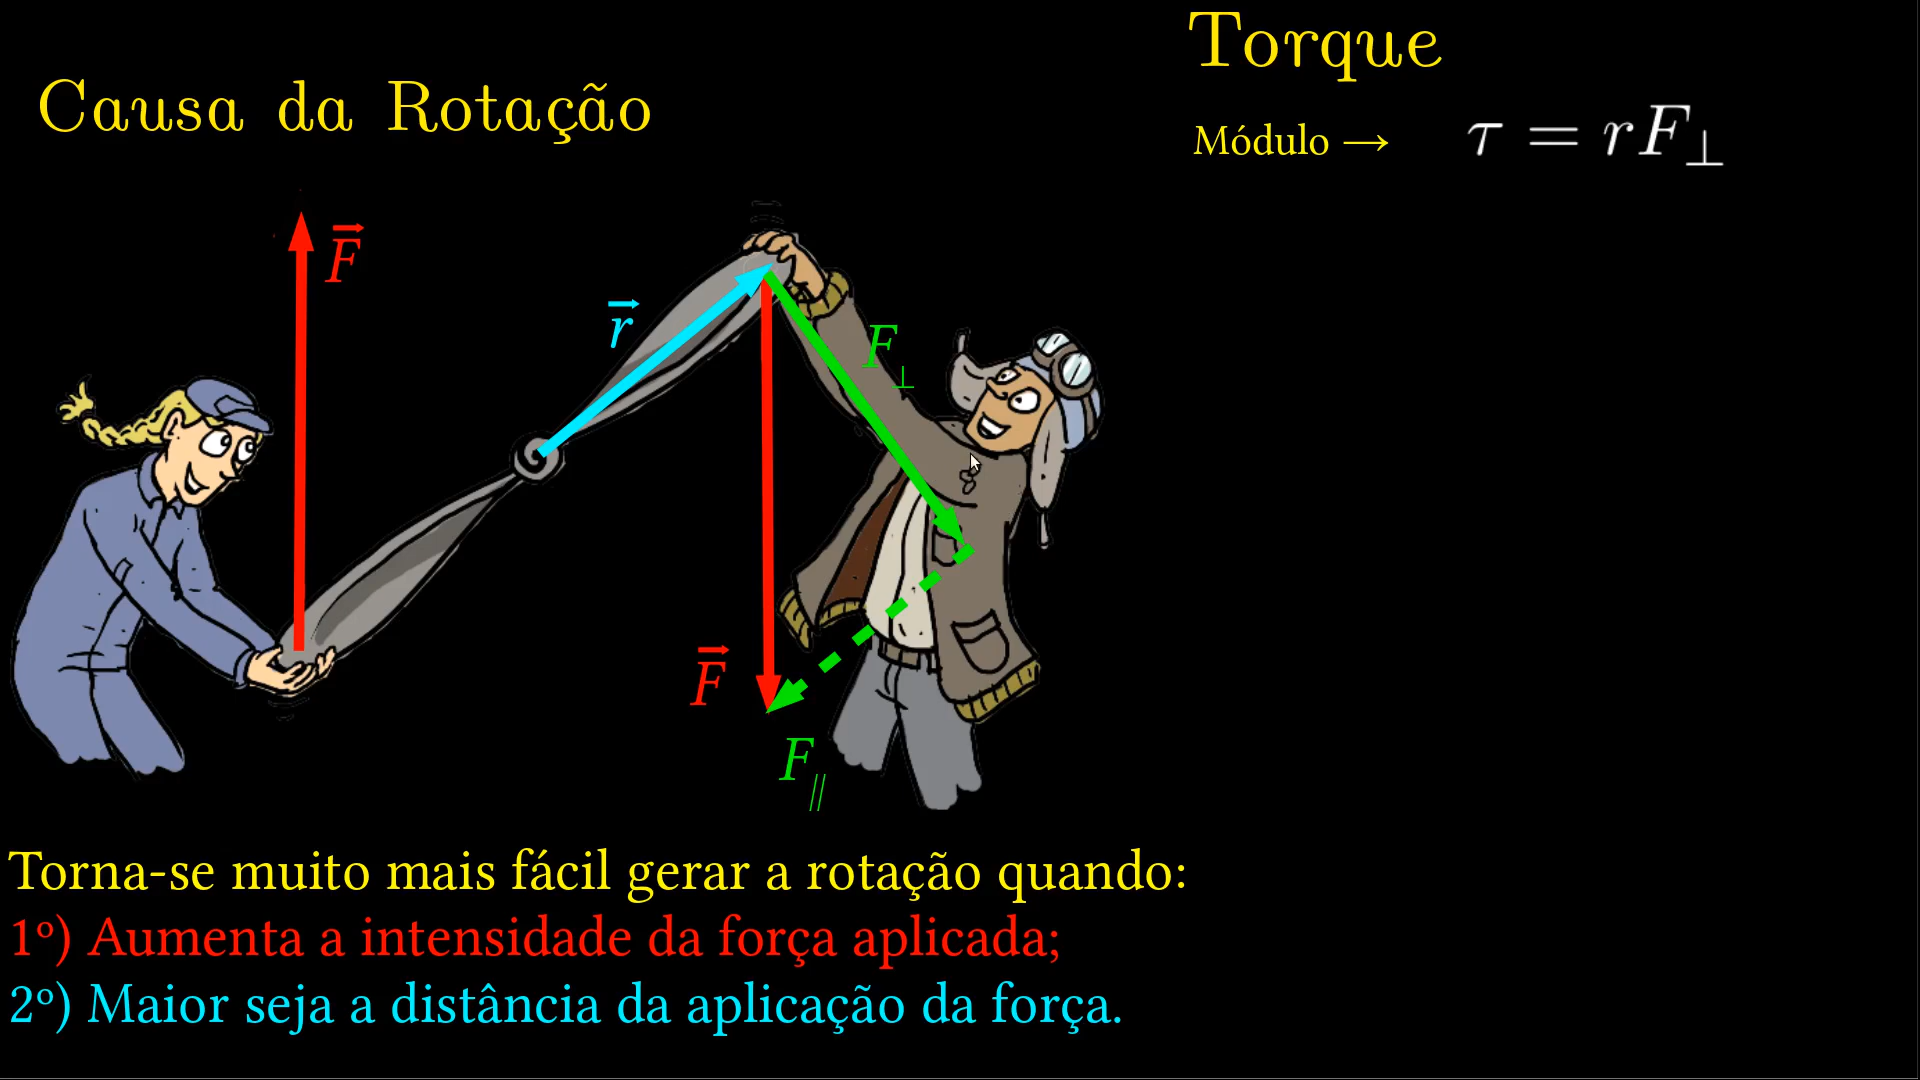 Causa da Rotação
Torque
Módulo → τ = rF⊥
F⃗
r⃗
F⊥
F⃗
F∥
Torna-se muito mais fácil gerar a rotação quando:
1º) Aumenta a intensidade da força aplicada;
2º) Maior seja a distância da aplicação da força.